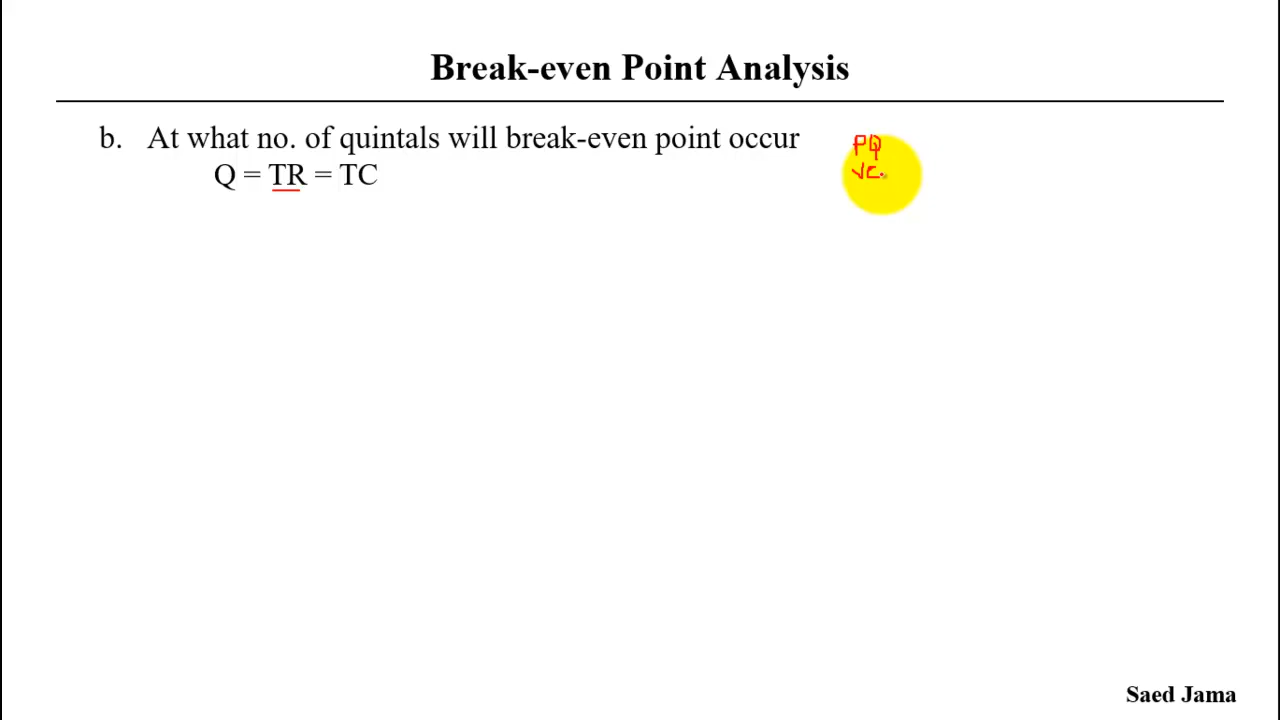 Break-even Point Analysis
b. At what no. of quintals will break-even point occur
Q = TR = TC
PQ
VC.
Saed Jama